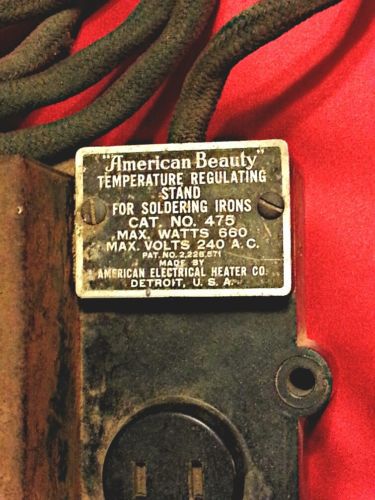 "American Beauty"
TEMPERATURE REGULATING
STAND
FOR SOLDERING IRONS
CAT. NO. 475
MAX. WATTS 660
MAX. VOLTS 240 A.C.
PAT. NO. 2,225,571
MADE BY
AMERICAN ELECTRICAL HEATER CO.
DETROIT, U. S. A.